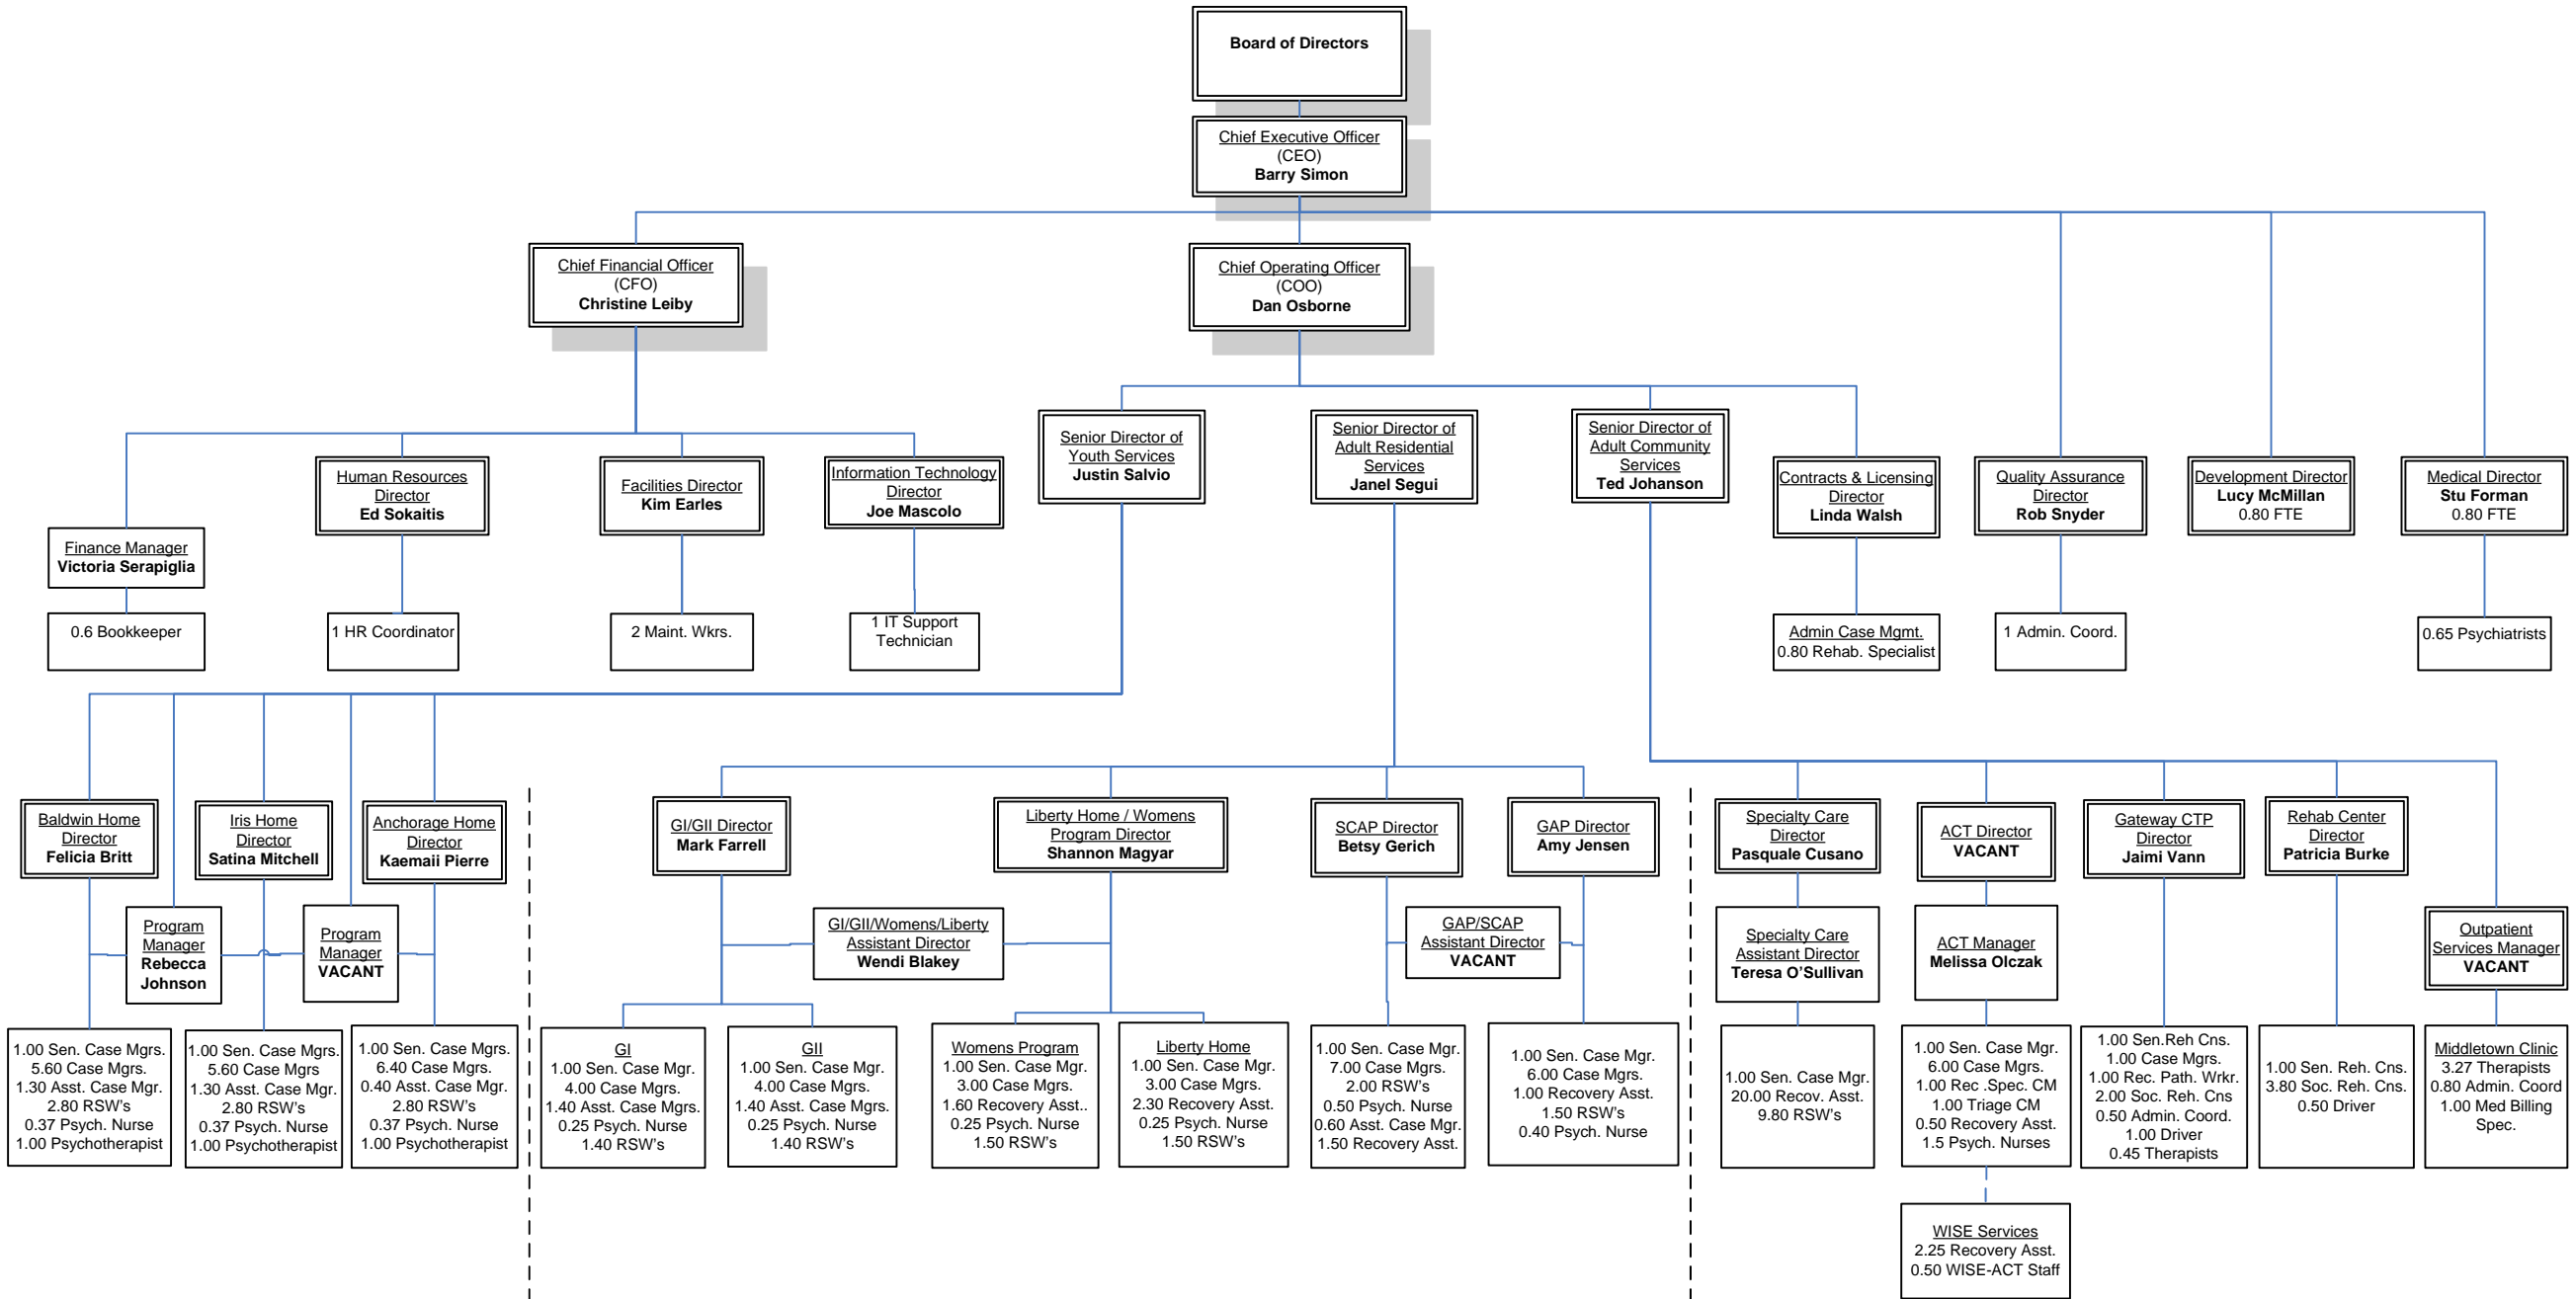 Board of Directors
Chief Executive Officer
(CEO)
Barry Simon
Chief Financial Officer
(CFO)
Christine Leiby
Chief Operating Officer
(COO)
Dan Osborne
Finance Manager
Victoria Serapiglia
Human Resources
Director
Ed Sokaitis
Facilities Director
Kim Earles
Information Technology
Director
Joe Mascolo
Senior Director of
Youth Services
Justin Salvio
Senior Director of
Adult Residential
Services
Janel Segui
Senior Director of
Adult Community
Services
Ted Johanson
Contracts & Licensing
Director
Linda Walsh
Quality Assurance
Director
Rob Snyder
Development Director
Lucy McMillan
0.80 FTE
Medical Director
Stu Forman
0.80 FTE
0.6 Bookkeeper
1 HR Coordinator
2 Maint. Wkrs.
1 IT Support
Technician
Admin Case Mgmt.
0.80 Rehab. Specialist
1 Admin. Coord.
0.65 Psychiatrists
Baldwin Home
Director
Felicia Britt
Iris Home
Director
Satina Mitchell
Anchorage Home
Director
Kaemaii Pierre
GI/GII Director
Mark Farrell
Liberty Home / Womens
Program Director
Shannon Magyar
SCAP Director
Betsy Gerich
GAP Director
Amy Jensen
Specialty Care
Director
Pasquale Cusano
ACT Director
VACANT
Gateway CTP
Director
Jaimi Vann
Rehab Center
Director
Patricia Burke
Program
Manager
Rebecca
Johnson
Program
Manager
VACANT
GI/GII/Womens/Liberty
Assistant Director
Wendi Blakey
GAP/SCAP
Assistant Director
VACANT
Specialty Care
Assistant Director
Teresa O'Sullivan
ACT Manager
Melissa Olczak
Outpatient
Services Manager
VACANT
1.00 Sen. Case Mgrs.
5.60 Case Mgrs.
1.30 Asst. Case Mgr.
2.80 RSW's
0.37 Psych. Nurse
1.00 Psychotherapist
1.00 Sen. Case Mgrs.
5.60 Case Mgrs
1.30 Asst. Case Mgr.
2.80 RSW's
0.37 Psych. Nurse
1.00 Psychotherapist
1.00 Sen. Case Mgrs.
6.40 Case Mgrs.
0.40 Asst. Case Mgr.
2.80 RSW's
0.37 Psych. Nurse
1.00 Psychotherapist
GI
1.00 Sen. Case Mgr.
4.00 Case Mgrs.
1.40 Asst. Case Mgrs.
0.25 Psych. Nurse
1.40 RSW's
GII
1.00 Sen. Case Mgr.
4.00 Case Mgrs.
1.40 Asst. Case Mgrs.
0.25 Psych. Nurse
1.40 RSW's
Womens Program
1.00 Sen. Case Mgr.
3.00 Case Mgrs.
1.60 Recovery Asst..
0.25 Psych. Nurse
1.50 RSW's
Liberty Home
1.00 Sen. Case Mgr.
3.00 Case Mgrs.
2.30 Recovery Asst.
0.25 Psych. Nurse
1.50 RSW's
1.00 Sen. Case Mgr.
7.00 Case Mgrs.
2.00 RSW's
0.50 Psych. Nurse
0.60 Asst. Case Mgr.
1.50 Recovery Asst.
1.00 Sen. Case Mgr.
6.00 Case Mgrs.
1.00 Recovery Asst.
1.50 RSW's
0.40 Psych. Nurse
1.00 Sen. Case Mgr.
20.00 Recov. Asst.
9.80 RSW's
1.00 Sen. Case Mgr.
6.00 Case Mgrs.
1.00 Rec .Spec. CM
1.00 Triage CM
0.50 Recovery Asst.
1.5 Psych. Nurses
1.00 Sen.Reh Cns.
1.00 Case Mgrs.
1.00 Rec. Path. Wrkr.
2.00 Soc. Reh. Cns
0.50 Admin. Coord.
1.00 Driver
0.45 Therapists
1.00 Sen. Reh. Cns.
3.80 Soc. Reh. Cns.
0.50 Driver
Middletown Clinic
3.27 Therapists
0.80 Admin. Coord
1.00 Med Billing
Spec.
WISE Services
2.25 Recovery Asst.
0.50 WISE-ACT Staff